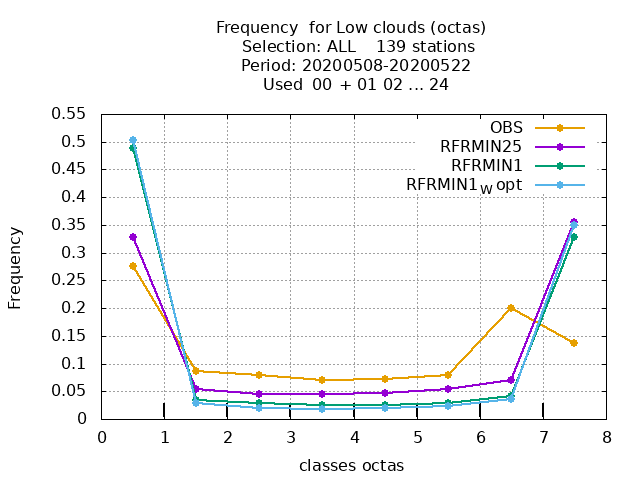 Frequency  for Low clouds (octas)
Selection: ALL    139 stations
Period: 20200508-20200522
Used  00 + 01 02 ... 24
0.55
0.5
0.45
0.4
0.35
0.3
0.25
0.2
0.15
0.1
0.05
0
Frequency
OBS
RFRMIN25
RFRMIN1
RFRMIN1w opt
0 1 2 3 4 5 6 7 8
classes octas